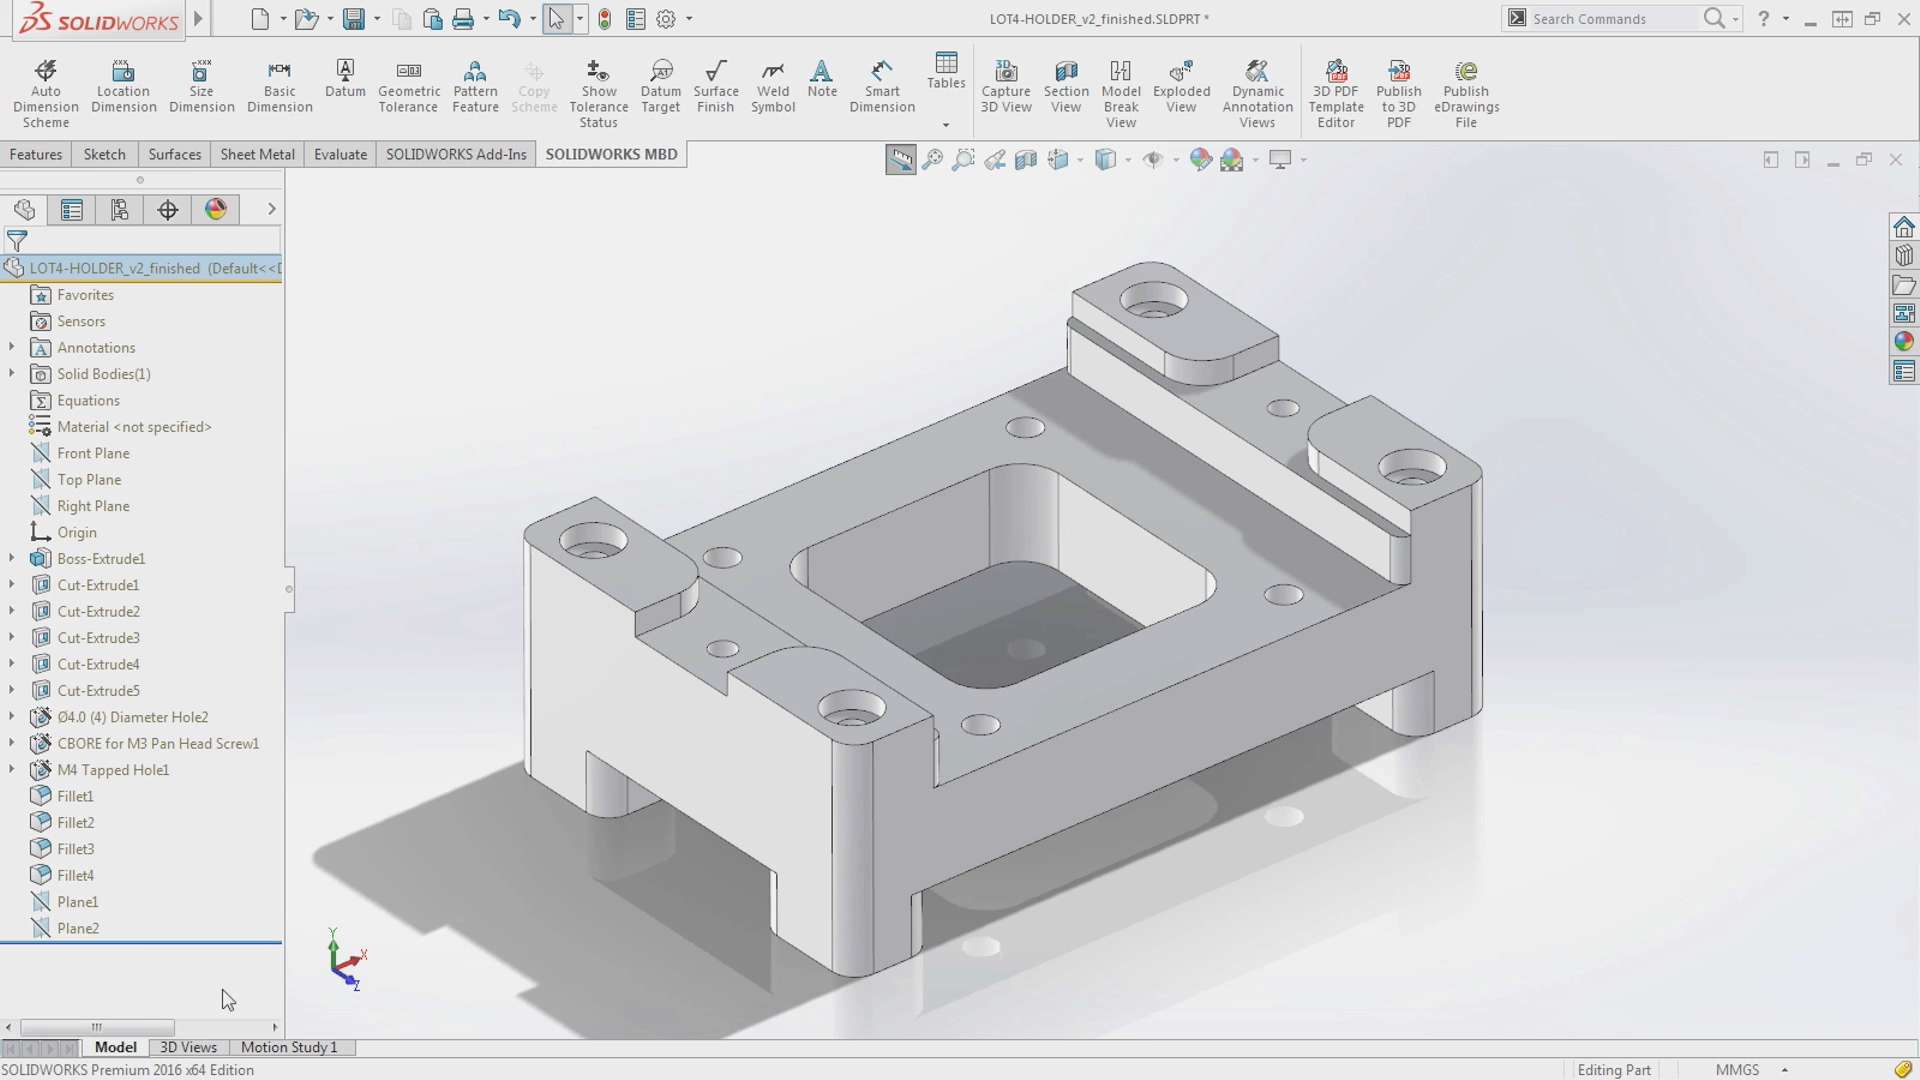 SOLIDWORKS
LOT4-HOLDER_v2_finished.SLDPRT *
Search Commands
?
Auto Dimension Scheme
Location Dimension
Size Dimension
Basic Dimension
Datum
Geometric Tolerance
Pattern Feature
Copy Scheme
Show Tolerance Status
Datum Target
Surface Finish
Weld Symbol
Note
Smart Dimension
Tables
Capture 3D View
Section View
Model Break View
Exploded View
Dynamic Annotation Views
3D PDF Template Editor
Publish to 3D PDF
Publish eDrawings File
Features
Sketch
Surfaces
Sheet Metal
Evaluate
SOLIDWORKS Add-Ins
SOLIDWORKS MBD
LOT4-HOLDER_v2_finished (Default<<D
Favorites
Sensors
Annotations
Solid Bodies(1)
Equations
Material <not specified>
Front Plane
Top Plane
Right Plane
Origin
Boss-Extrude1
Cut-Extrude1
Cut-Extrude2
Cut-Extrude3
Cut-Extrude4
Cut-Extrude5
Ø4.0 (4) Diameter Hole2
CBORE for M3 Pan Head Screw1
M4 Tapped Hole1
Fillet1
Fillet2
Fillet3
Fillet4
Plane1
Plane2
Y
X
Z
Model
3D Views
Motion Study 1
SOLIDWORKS Premium 2016 x64 Edition
Editing Part
MMGS